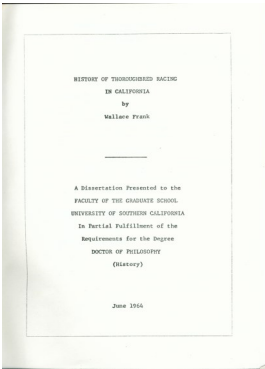 HISTORY OF THOROUGHBRED RACING
IN CALIFORNIA
by
Wallace Frank
A Dissertation Presented to the
FACULTY OF THE GRADUATE SCHOOL
UNIVERSITY OF SOUTHERN CALIFORNIA
In Partial Fulfillment of the
Requirements for the Degree
DOCTOR OF PHILOSOPHY
(History)
June 1964